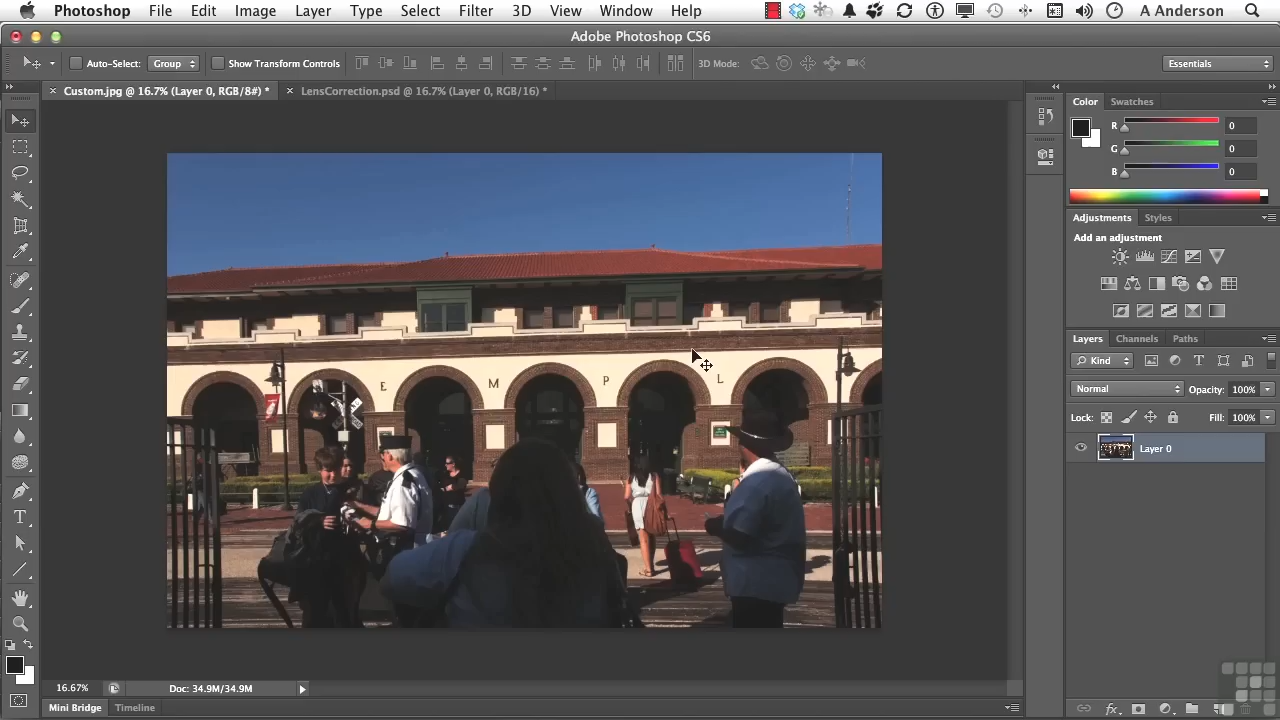 Photoshop File Edit Image Layer Type Select Filter 3D View Window Help A Anderson
Adobe Photoshop CS6
Auto-Select: Group Show Transform Controls 3D Mode: Essentials
Custom.jpg @ 16.7% (Layer 0, RGB/8#) * LensCorrection.psd @ 16.7% (Layer 0, RGB/16) *
Color Swatches
R 0
G 0
B 0
Adjustments Styles
Add an adjustment
Layers Channels Paths
Kind
Normal Opacity: 100%
Lock: Fill: 100%
Layer 0
E M P L
16.67% Doc: 34.9M/34.9M
Mini Bridge Timeline